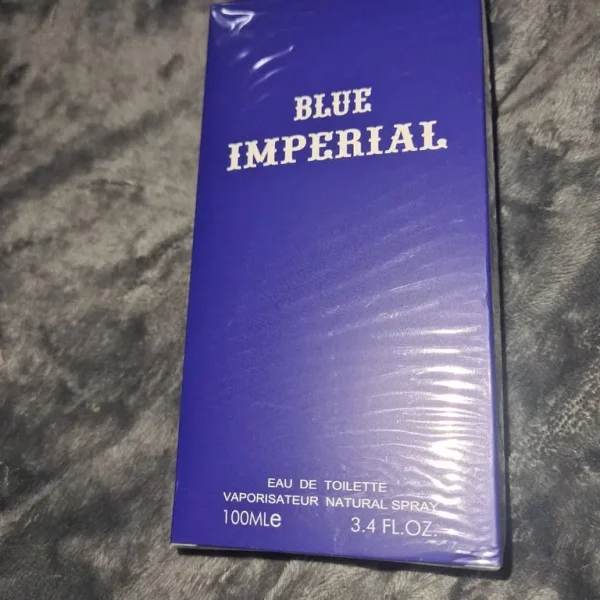 BLUE
IMPERIAL
EAU DE TOILETTE
VAPORISATEUR NATURAL SPRAY
100MLe 3.4 FL.OZ.